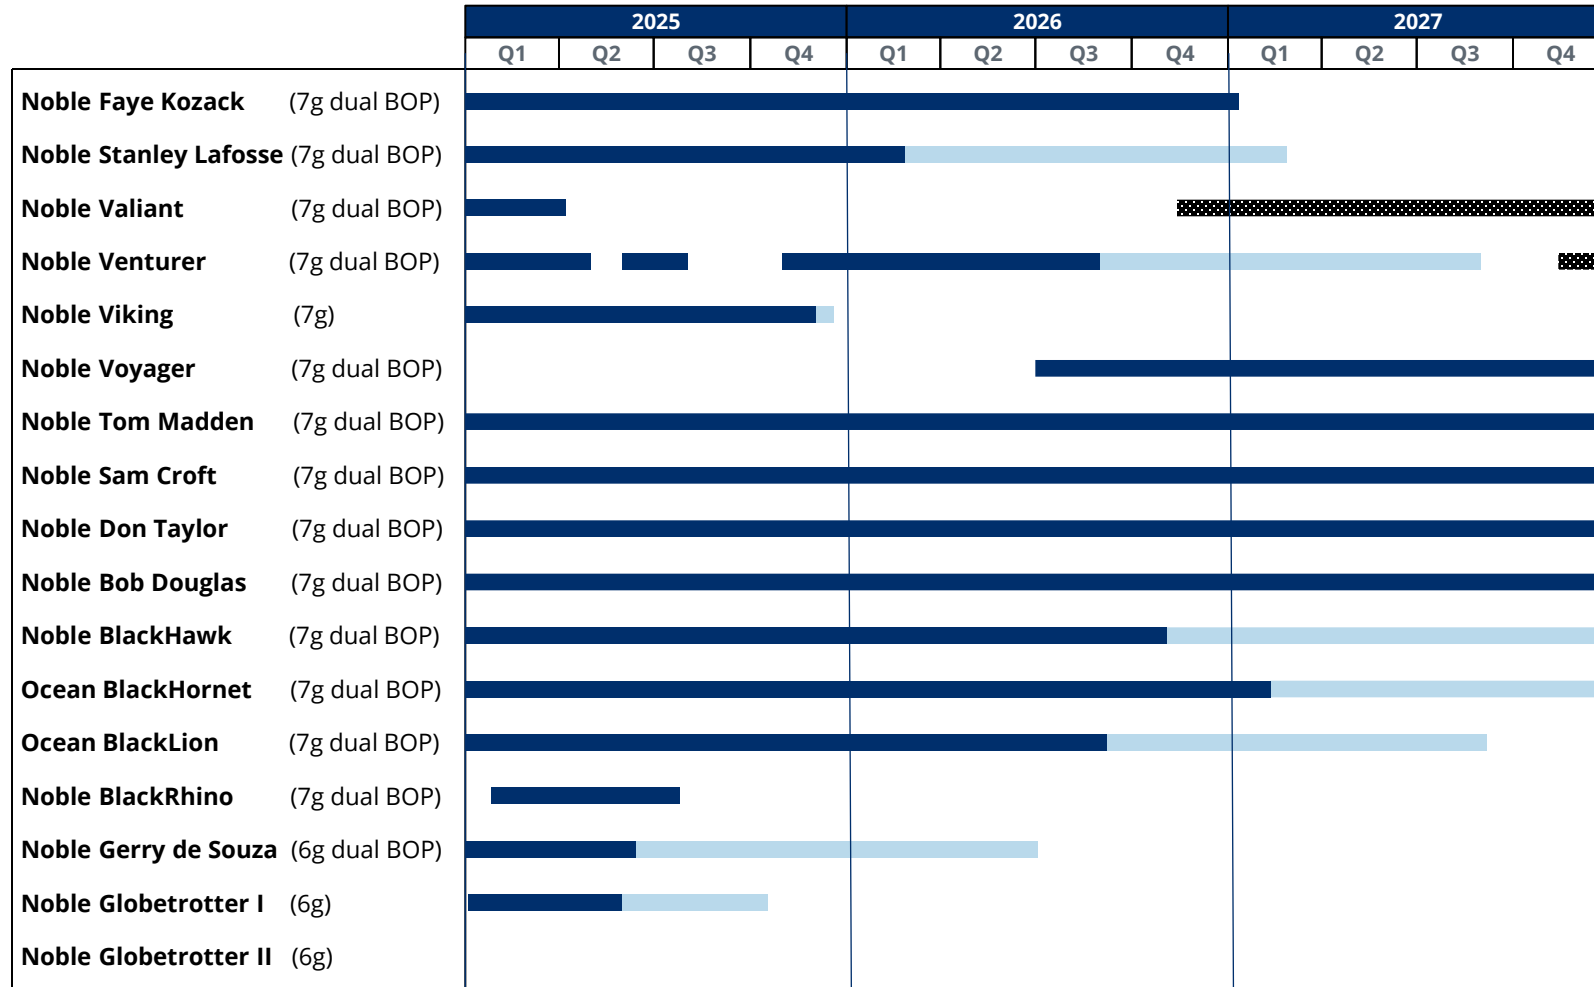 2025 2026 2027
Q1 Q2 Q3 Q4 Q1 Q2 Q3 Q4 Q1 Q2 Q3 Q4
Noble Faye Kozack (7g dual BOP)
Noble Stanley Lafosse (7g dual BOP)
Noble Valiant (7g dual BOP)
Noble Venturer (7g dual BOP)
Noble Viking (7g)
Noble Voyager (7g dual BOP)
Noble Tom Madden (7g dual BOP)
Noble Sam Croft (7g dual BOP)
Noble Don Taylor (7g dual BOP)
Noble Bob Douglas (7g dual BOP)
Noble BlackHawk (7g dual BOP)
Ocean BlackHornet (7g dual BOP)
Ocean BlackLion (7g dual BOP)
Noble BlackRhino (7g dual BOP)
Noble Gerry de Souza (6g dual BOP)
Noble Globetrotter I (6g)
Noble Globetrotter II (6g)